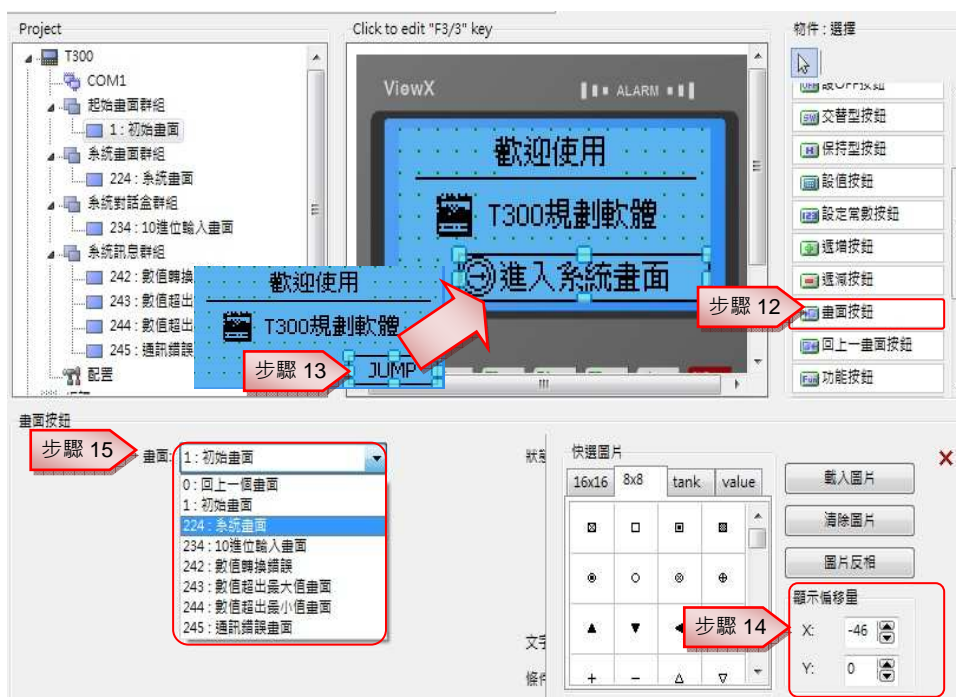 Project
T300
COM1
起始畫面群組
1 : 初始畫面
系統畫面群組
224 : 系統畫面
系統對話盒群組
234 : 10進位輸入畫面
系統訊息群組
242 : 數值轉換
243 : 數值超出
244 : 數值超出
245 : 通訊錯誤
配置
Click to edit "F3/3" key
ViewX
ALARM
歡迎使用
T300規劃軟體
進入系統畫面
歡迎使用
T300規劃軟體
步驟 13
JUMP
物件 : 選擇
設OFF按鈕
交替型按鈕
保持型按鈕
設值按鈕
設定常數按鈕
遞增按鈕
遞減按鈕
步驟 12
畫面按鈕
回上一畫面按鈕
功能按鈕
畫面按鈕
步驟 15
畫面:
1 : 初始畫面
0 : 回上一個畫面
1 : 初始畫面
224 : 系統畫面
234 : 10進位輸入畫面
242 : 數值轉換錯誤
243 : 數值超出最大值畫面
244 : 數值超出最小值畫面
245 : 通訊錯誤畫面
狀態
文字
條件
快選圖片
16x16 8x8 tank value
載入圖片
清除圖片
圖片反相
步驟 14
顯示偏移量
X: -46
Y: 0